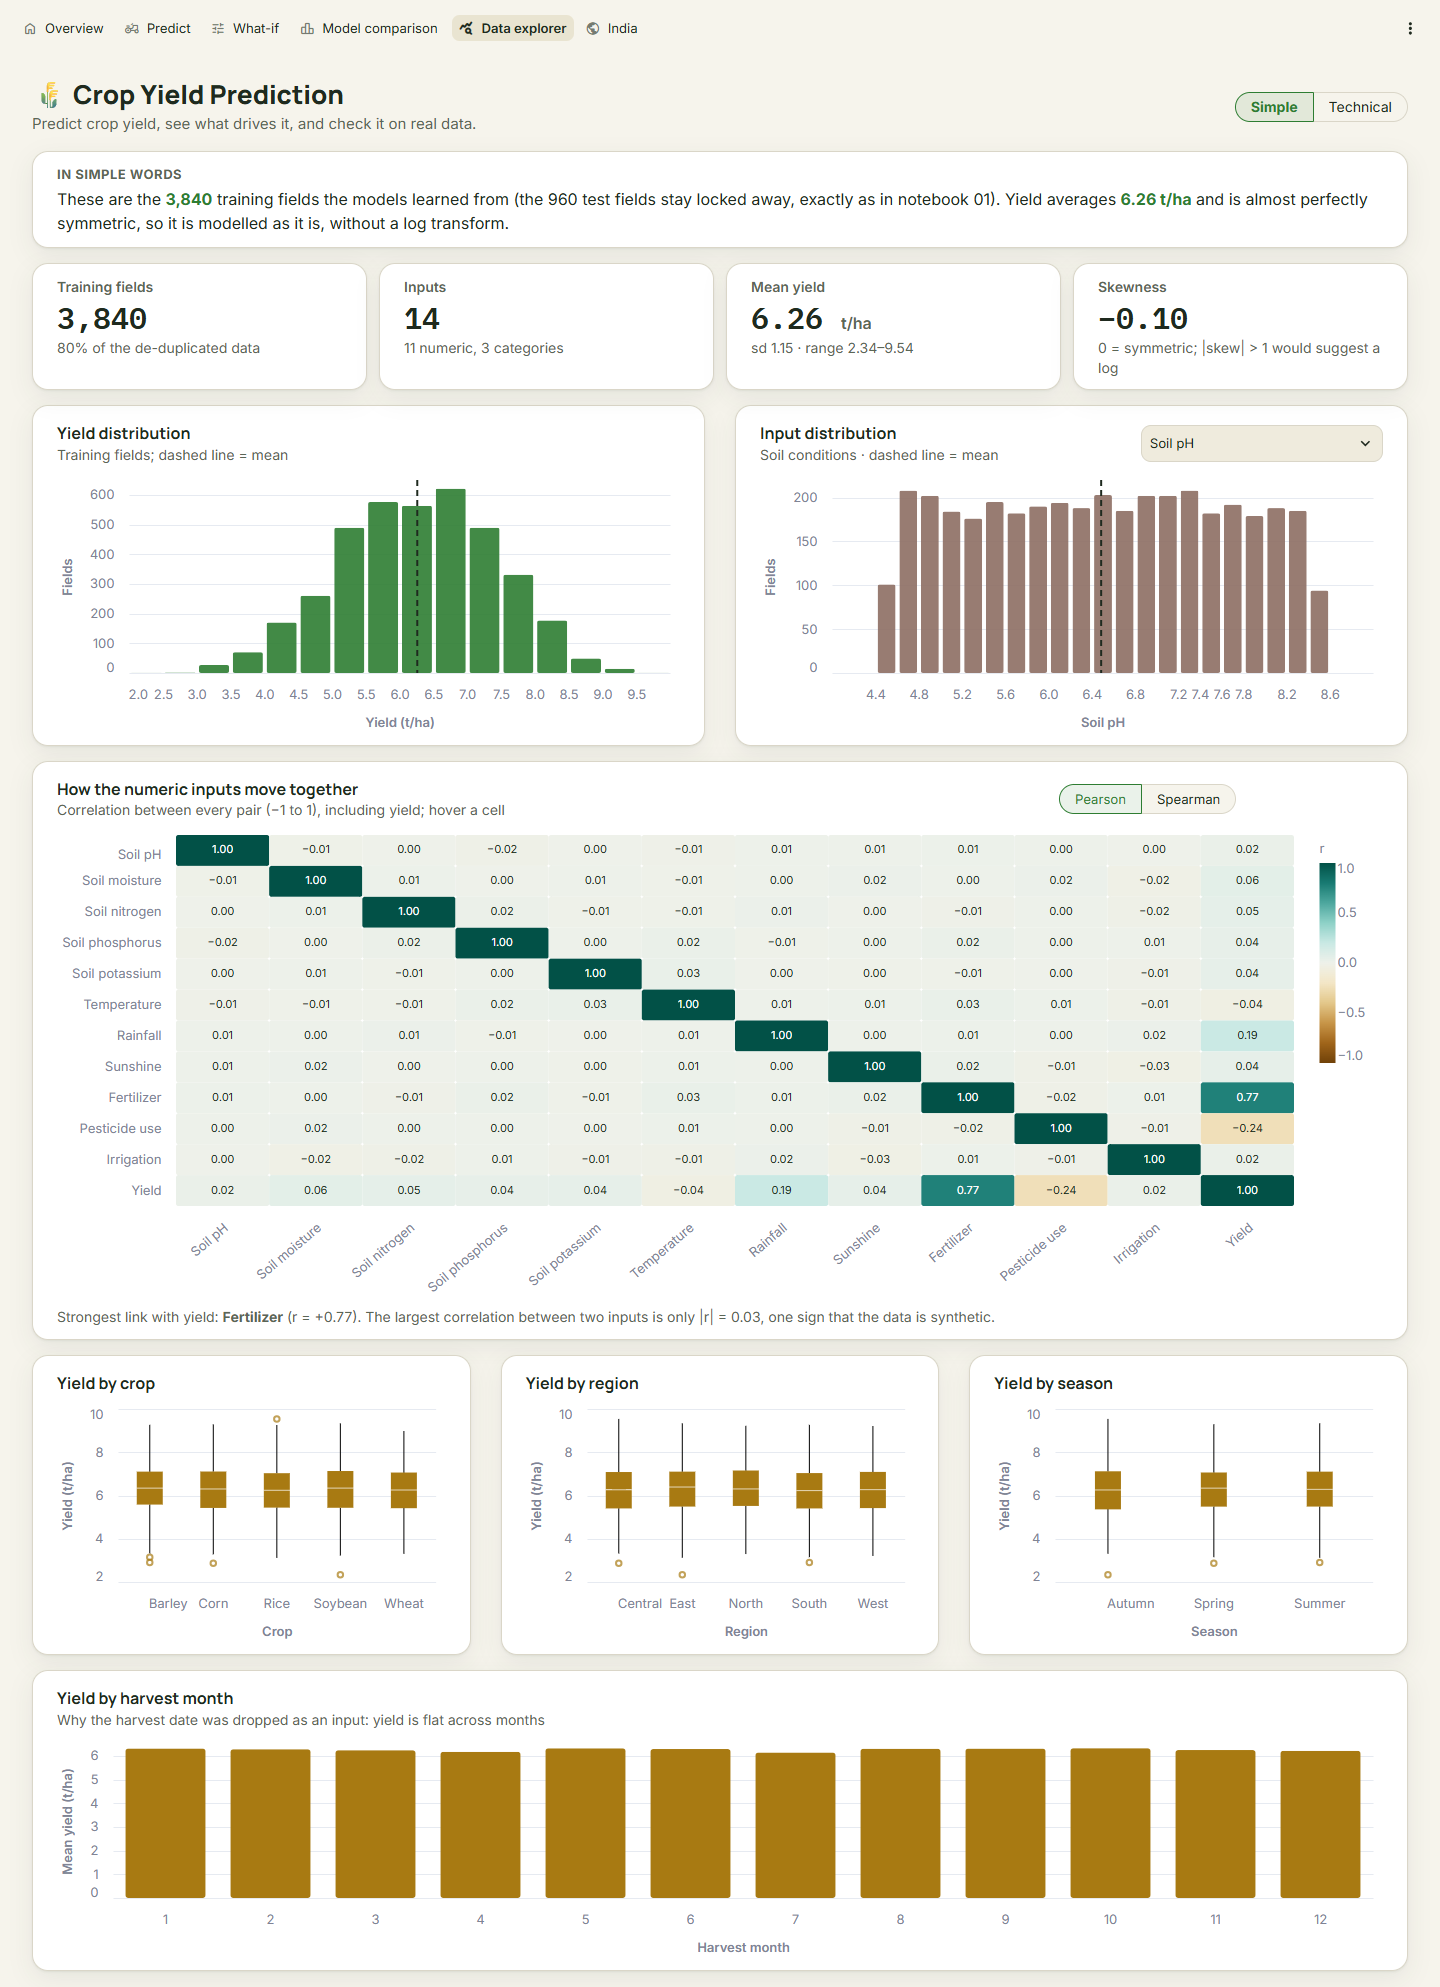 Overview Predict What-if Model comparison Data explorer India
Crop Yield Prediction
Predict crop yield, see what drives it, and check it on real data.
Simple Technical
IN SIMPLE WORDS
These are the 3,840 training fields the models learned from (the 960 test fields stay locked away, exactly as in notebook 01). Yield averages 6.26 t/ha and is almost perfectly
symmetric, so it is modelled as it is, without a log transform.
Training fields
3,840
80% of the de-duplicated data
Inputs
14
11 numeric, 3 categories
Mean yield
6.26 t/ha
sd 1.15 · range 2.34–9.54
Skewness
−0.10
0 = symmetric; |skew| > 1 would suggest a
log
Yield distribution
Training fields; dashed line = mean
600
500
400
300
200
100
0
Fields
2.0 2.5 3.0 3.5 4.0 4.5 5.0 5.5 6.0 6.5 7.0 7.5 8.0 8.5 9.0 9.5
Yield (t/ha)
Input distribution
Soil conditions · dashed line = mean
Soil pH
200
150
100
50
0
Fields
4.4 4.8 5.2 5.6 6.0 6.4 6.8 7.2 7.4 7.6 7.8 8.2 8.6
Soil pH
How the numeric inputs move together
Correlation between every pair (−1 to 1), including yield; hover a cell
Pearson Spearman
Soil pH 1.00 −0.01 0.00 −0.02 0.00 −0.01 0.01 0.01 0.01 0.00 0.00 0.02
Soil moisture −0.01 1.00 0.01 0.00 0.01 −0.01 0.00 0.02 0.00 0.02 −0.02 0.06
Soil nitrogen 0.00 0.01 1.00 0.02 −0.01 −0.01 0.01 0.00 −0.01 0.00 −0.02 0.05
Soil phosphorus −0.02 0.00 0.02 1.00 0.00 0.02 −0.01 0.00 0.02 0.00 0.01 0.04
Soil potassium 0.00 0.01 −0.01 0.00 1.00 0.03 0.00 0.00 −0.01 0.00 −0.01 0.04
Temperature −0.01 −0.01 −0.01 0.02 0.03 1.00 0.01 0.01 0.03 0.01 −0.01 −0.04
Rainfall 0.01 0.00 0.01 −0.01 0.00 0.01 1.00 0.00 0.01 0.00 0.02 0.19
Sunshine 0.01 0.02 0.00 0.00 0.00 0.01 0.00 1.00 0.02 −0.01 −0.03 0.04
Fertilizer 0.01 0.00 −0.01 0.02 −0.01 0.03 0.01 0.02 1.00 −0.02 0.01 0.77
Pesticide use 0.00 0.02 0.00 0.00 0.00 0.01 0.00 −0.01 −0.02 1.00 −0.01 −0.24
Irrigation 0.00 −0.02 −0.02 0.01 −0.01 −0.01 0.02 −0.03 0.01 −0.01 1.00 0.02
Yield 0.02 0.06 0.05 0.04 0.04 −0.04 0.19 0.04 0.77 −0.24 0.02 1.00
Soil pH Soil moisture Soil nitrogen Soil phosphorus Soil potassium Temperature Rainfall Sunshine Fertilizer Pesticide use Irrigation Yield
r
1.0
0.5
0.0
−0.5
−1.0
Strongest link with yield: Fertilizer (r = +0.77). The largest correlation between two inputs is only |r| = 0.03, one sign that the data is synthetic.
Yield by crop
10
8
6
4
2
Yield (t/ha)
Barley Corn Rice Soybean Wheat
Crop
Yield by region
10
8
6
4
2
Yield (t/ha)
Central East North South West
Region
Yield by season
10
8
6
4
2
Yield (t/ha)
Autumn Spring Summer
Season
Yield by harvest month
Why the harvest date was dropped as an input: yield is flat across months
6
5
4
3
2
1
0
Mean yield (t/ha)
1 2 3 4 5 6 7 8 9 10 11 12
Harvest month